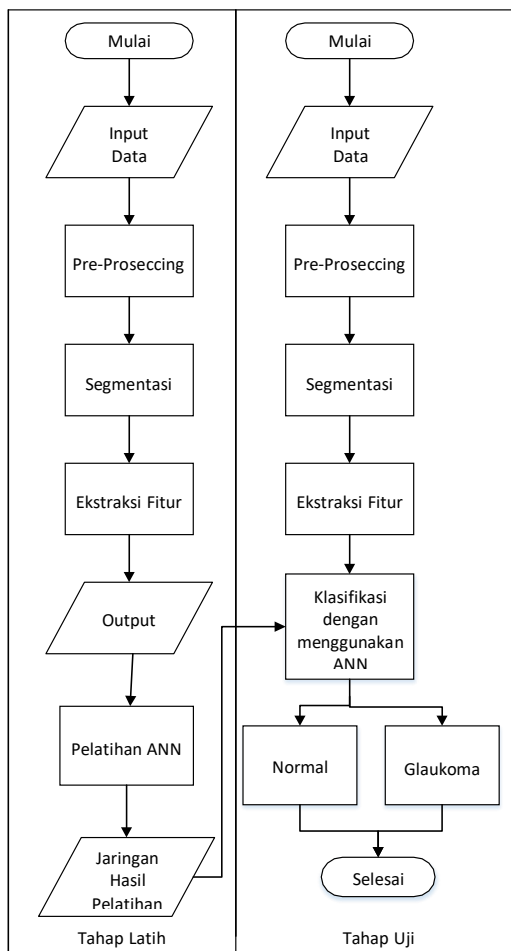 Mulai
Input
Data
Pre-Proseccing
Segmentasi
Ekstraksi Fitur
Output
Pelatihan ANN
Jaringan
Hasil
Pelatihan
Tahap Latih
Mulai
Input
Data
Pre-Proseccing
Segmentasi
Ekstraksi Fitur
Klasifikasi
dengan
menggunakan
ANN
Normal
Glaukoma
Selesai
Tahap Uji